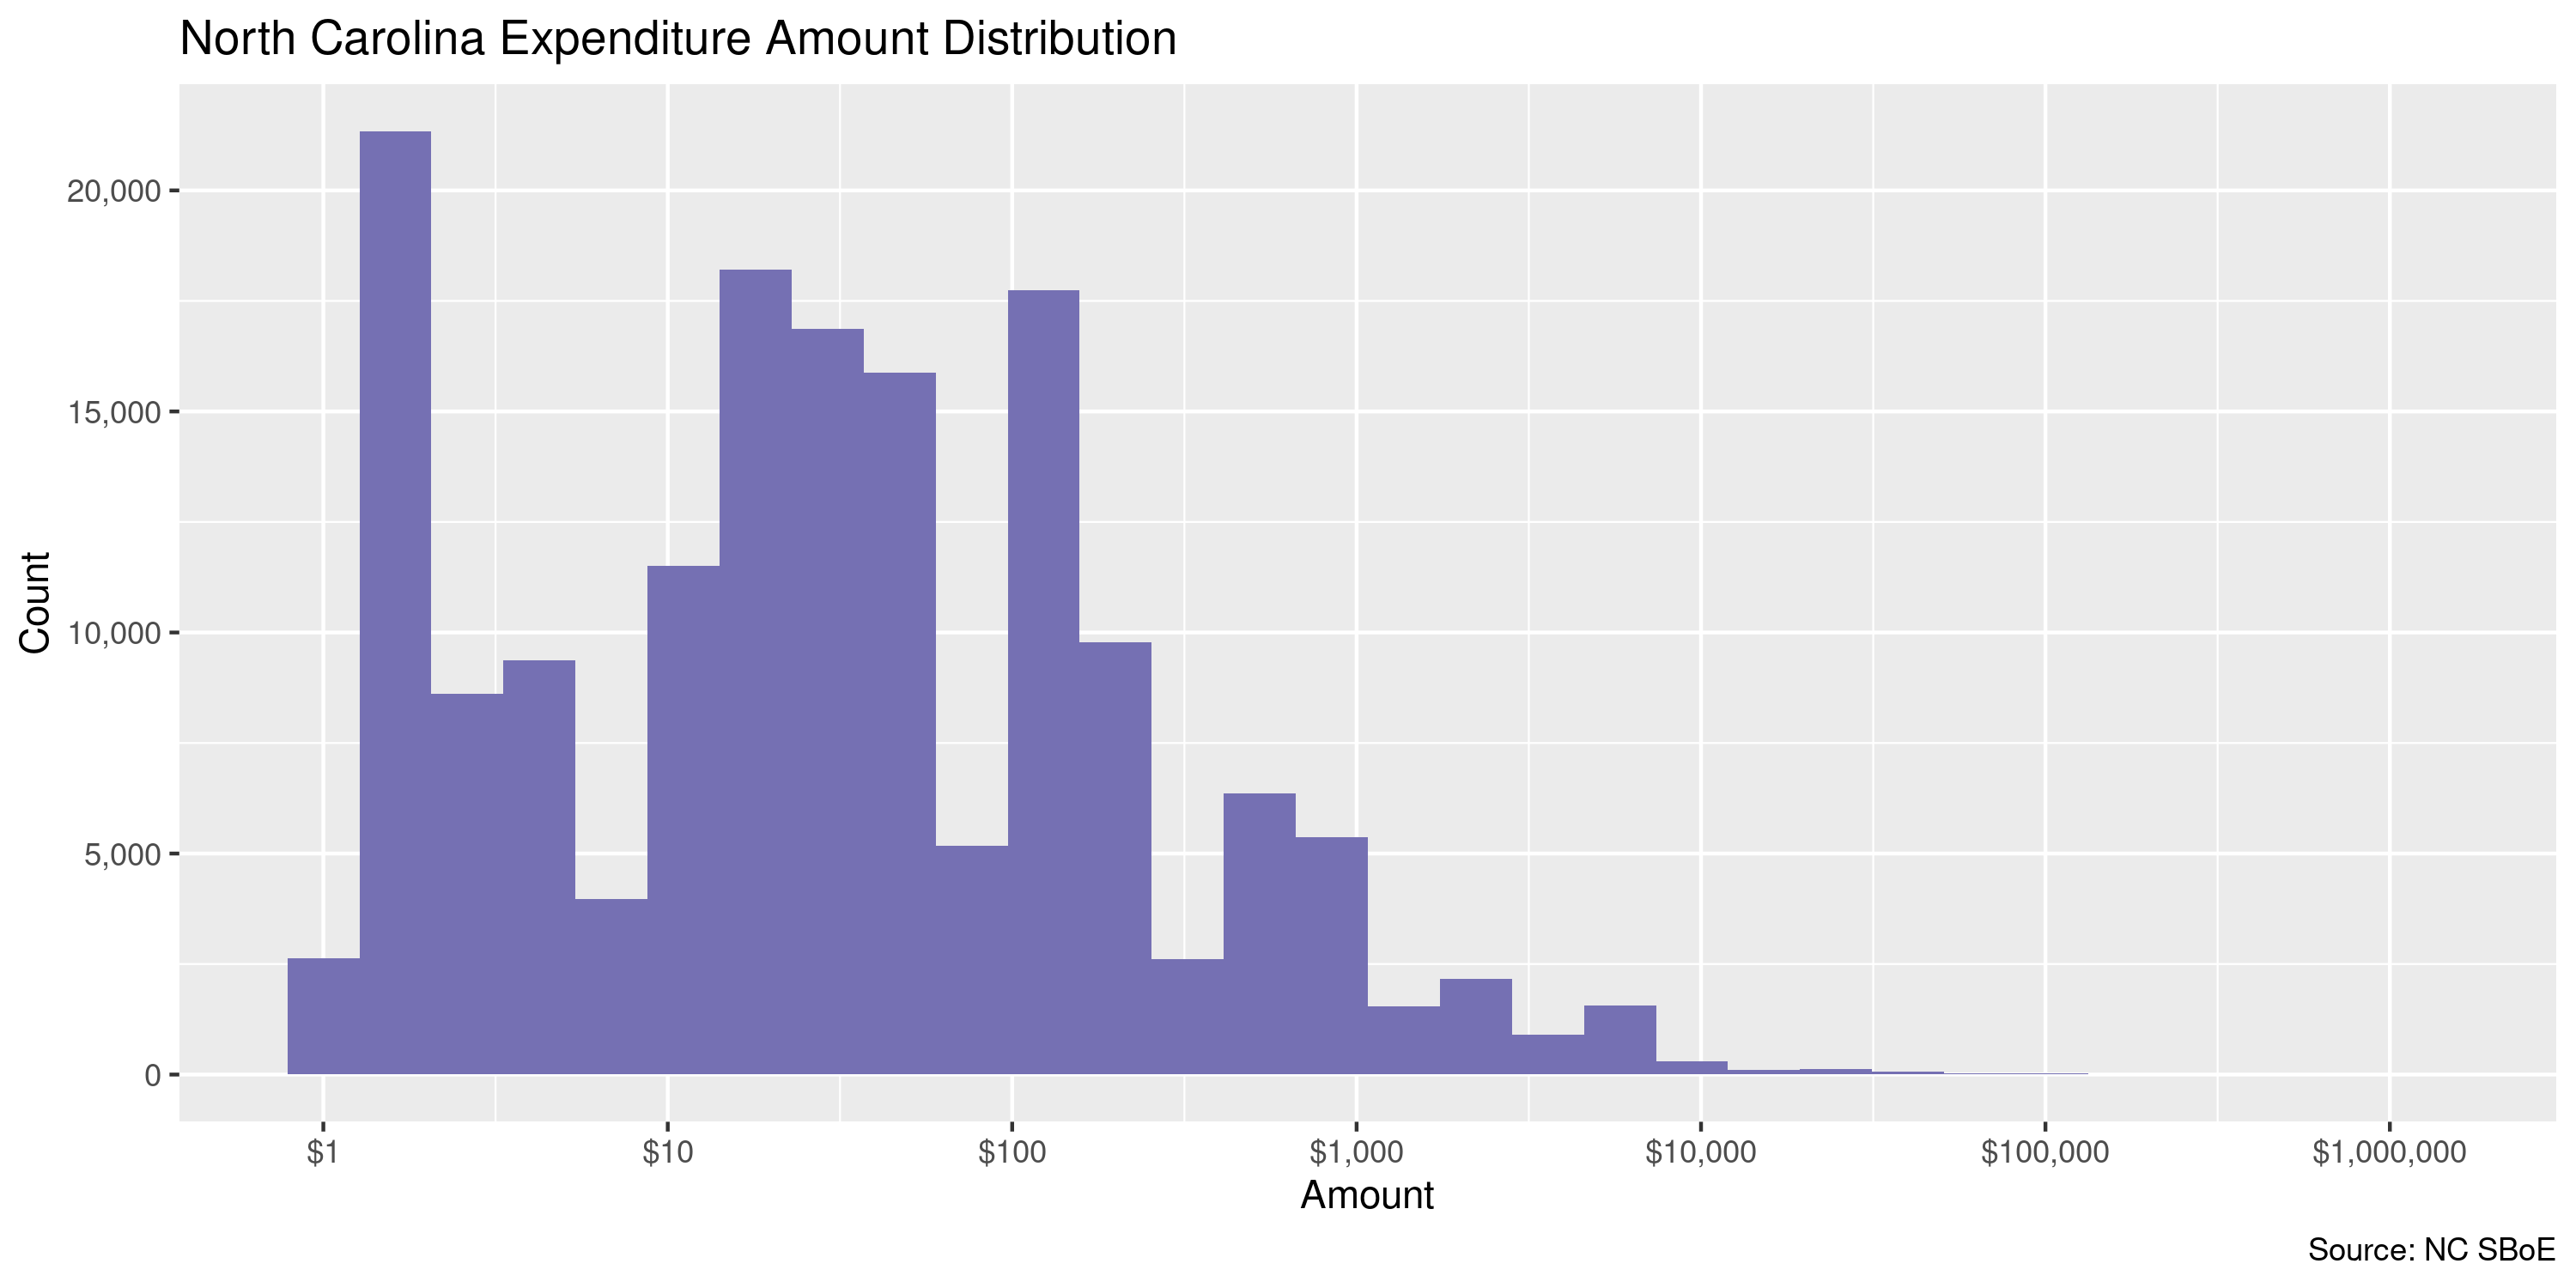 North Carolina Expenditure Amount Distribution
Count
20,000
15,000
10,000
5,000
0
$1 $10 $100 $1,000 $10,000 $100,000 $1,000,000
Amount
Source: NC SBoE